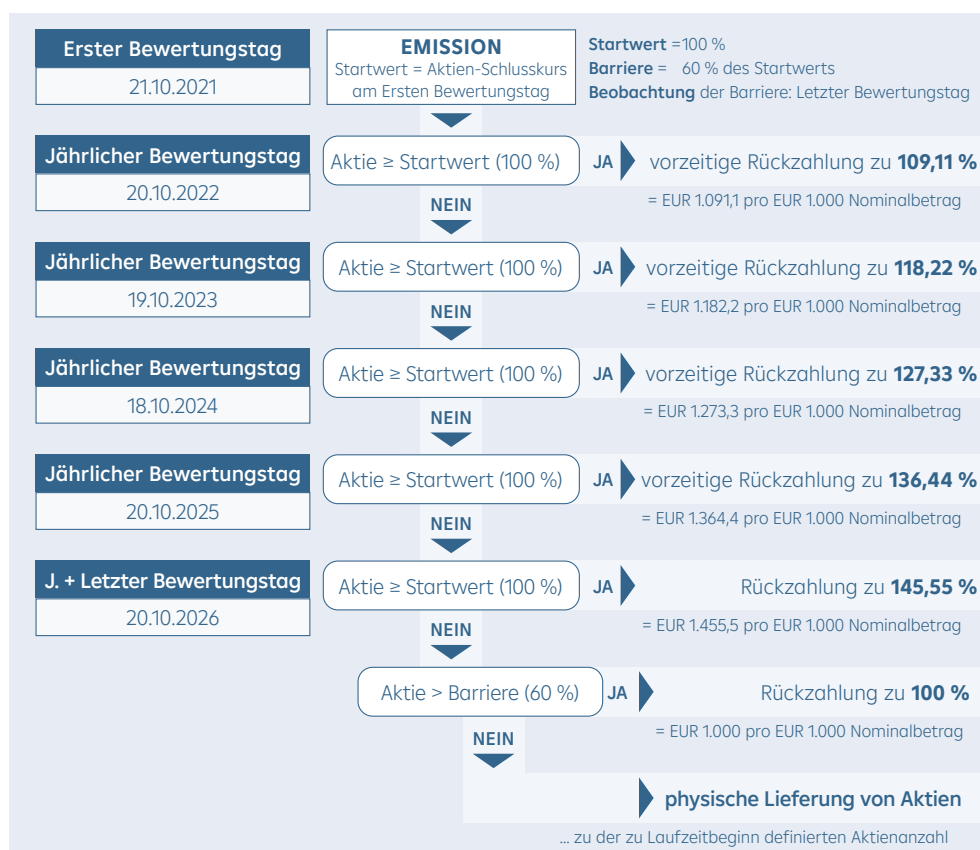 Erster Bewertungstag
21.10.2021
EMISSION
Startwert = Aktien-Schlusskurs
am Ersten Bewertungstag
Startwert =100 %
Barriere = 60 % des Startwerts
Beobachtung der Barriere: Letzter Bewertungstag
Jährlicher Bewertungstag
20.10.2022
Aktie ≥ Startwert (100 %)
JA
vorzeitige Rückzahlung zu 109,11 %
= EUR 1.091,1 pro EUR 1.000 Nominalbetrag
NEIN
Jährlicher Bewertungstag
19.10.2023
Aktie ≥ Startwert (100 %)
JA
vorzeitige Rückzahlung zu 118,22 %
= EUR 1.182,2 pro EUR 1.000 Nominalbetrag
NEIN
Jährlicher Bewertungstag
18.10.2024
Aktie ≥ Startwert (100 %)
JA
vorzeitige Rückzahlung zu 127,33 %
= EUR 1.273,3 pro EUR 1.000 Nominalbetrag
NEIN
Jährlicher Bewertungstag
20.10.2025
Aktie ≥ Startwert (100 %)
JA
vorzeitige Rückzahlung zu 136,44 %
= EUR 1.364,4 pro EUR 1.000 Nominalbetrag
NEIN
J. + Letzter Bewertungstag
20.10.2026
Aktie ≥ Startwert (100 %)
JA
Rückzahlung zu 145,55 %
= EUR 1.455,5 pro EUR 1.000 Nominalbetrag
NEIN
Aktie > Barriere (60 %)
JA
Rückzahlung zu 100 %
= EUR 1.000 pro EUR 1.000 Nominalbetrag
NEIN
physische Lieferung von Aktien
... zu der zu Laufzeitbeginn definierten Aktienanzahl